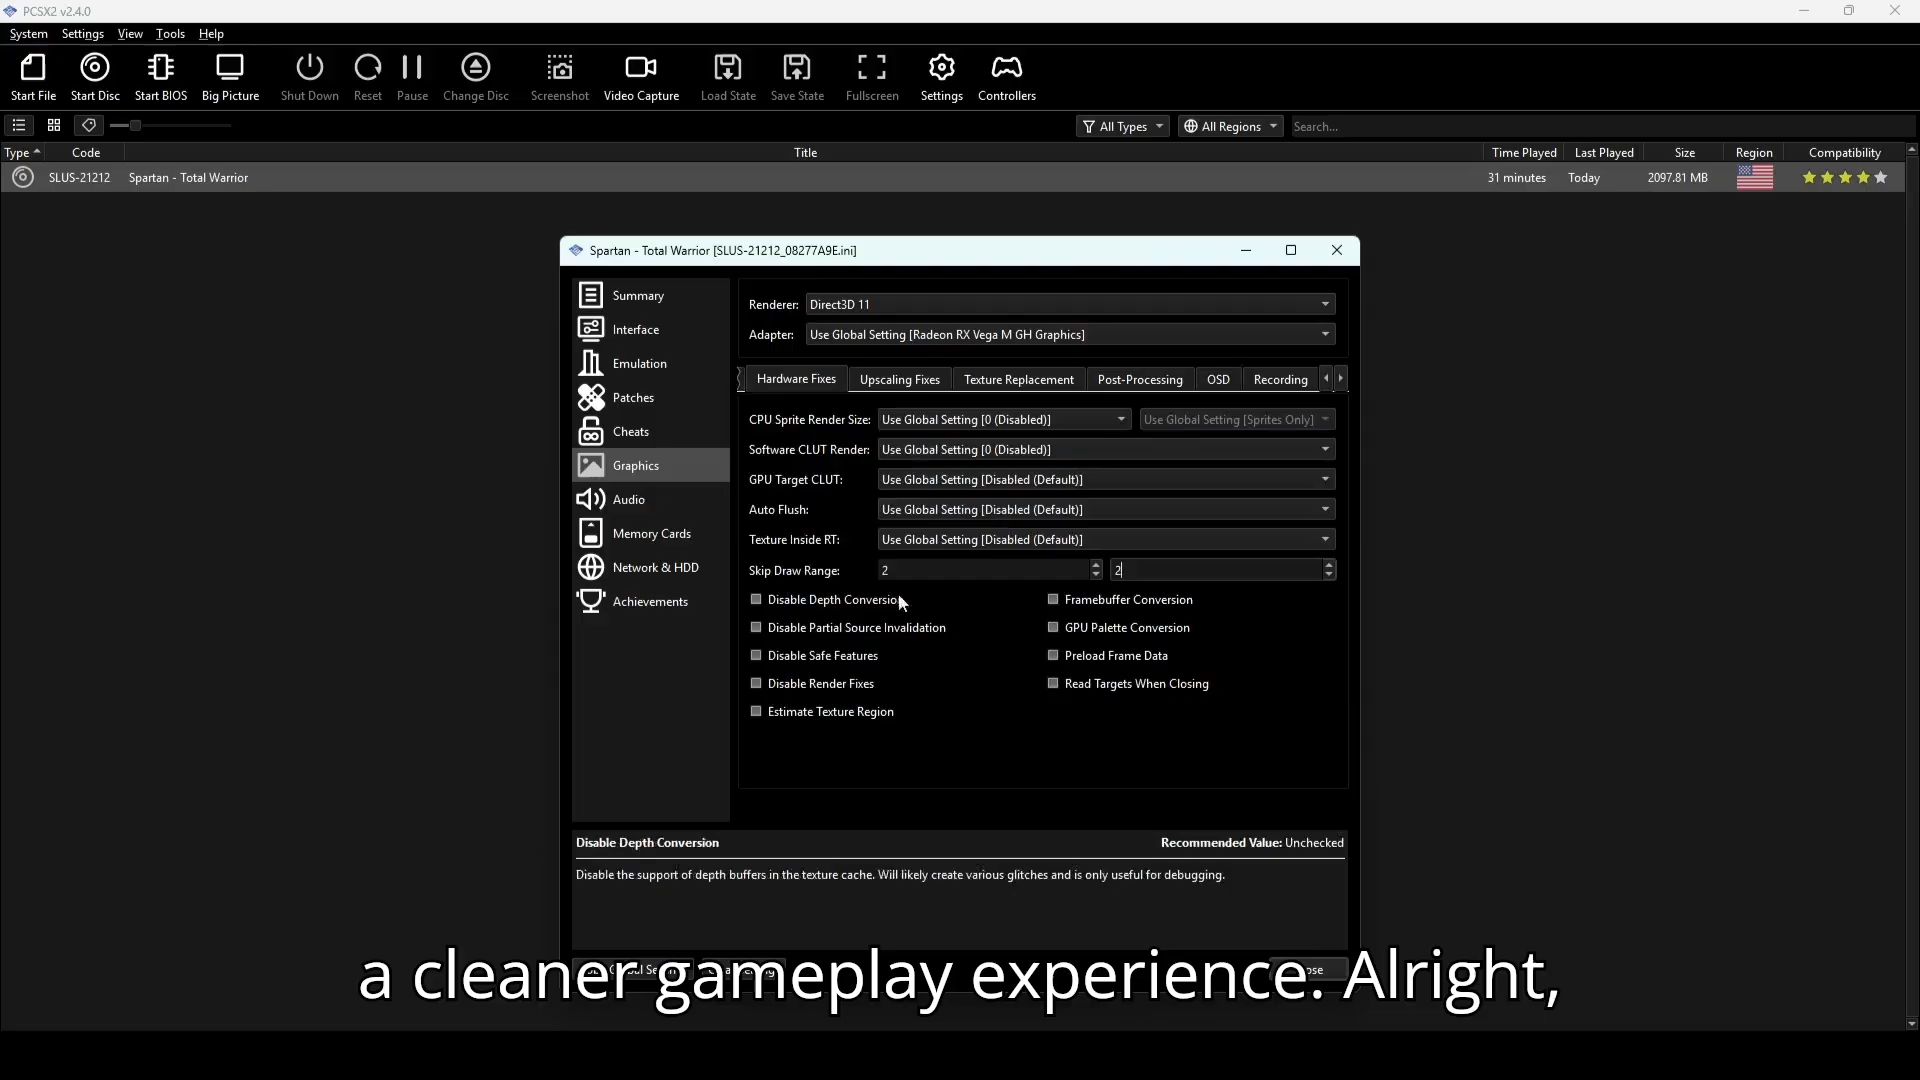 PCSX2 v2.4.0
System Settings View Tools Help
Start File Start Disc Start BIOS Big Picture Shut Down Reset Pause Change Disc Screenshot Video Capture Load State Save State Fullscreen Settings Controllers
All Types All Regions Search...
Type Code Title Time Played Last Played Size Region Compatibility
SLUS-21212 Spartan - Total Warrior 31 minutes Today 2097.81 MB
Spartan - Total Warrior [SLUS-21212_08277A9E.ini]
Summary
Interface
Emulation
Patches
Cheats
Graphics
Audio
Memory Cards
Network & HDD
Achievements
Renderer: Direct3D 11
Adapter: Use Global Setting [Radeon RX Vega M GH Graphics]
Hardware Fixes Upscaling Fixes Texture Replacement Post-Processing OSD Recording
CPU Sprite Render Size: Use Global Setting [0 (Disabled)] Use Global Setting [Sprites Only]
Software CLUT Render: Use Global Setting [0 (Disabled)]
GPU Target CLUT: Use Global Setting [Disabled (Default)]
Auto Flush: Use Global Setting [Disabled (Default)]
Texture Inside RT: Use Global Setting [Disabled (Default)]
Skip Draw Range: 2 2
Disable Depth Conversion Framebuffer Conversion
Disable Partial Source Invalidation GPU Palette Conversion
Disable Safe Features Preload Frame Data
Disable Render Fixes Read Targets When Closing
Estimate Texture Region
Disable Depth Conversion Recommended Value: Unchecked
Disable the support of depth buffers in the texture cache. Will likely create various glitches and is only useful for debugging.
a cleaner gameplay experience. Alright,